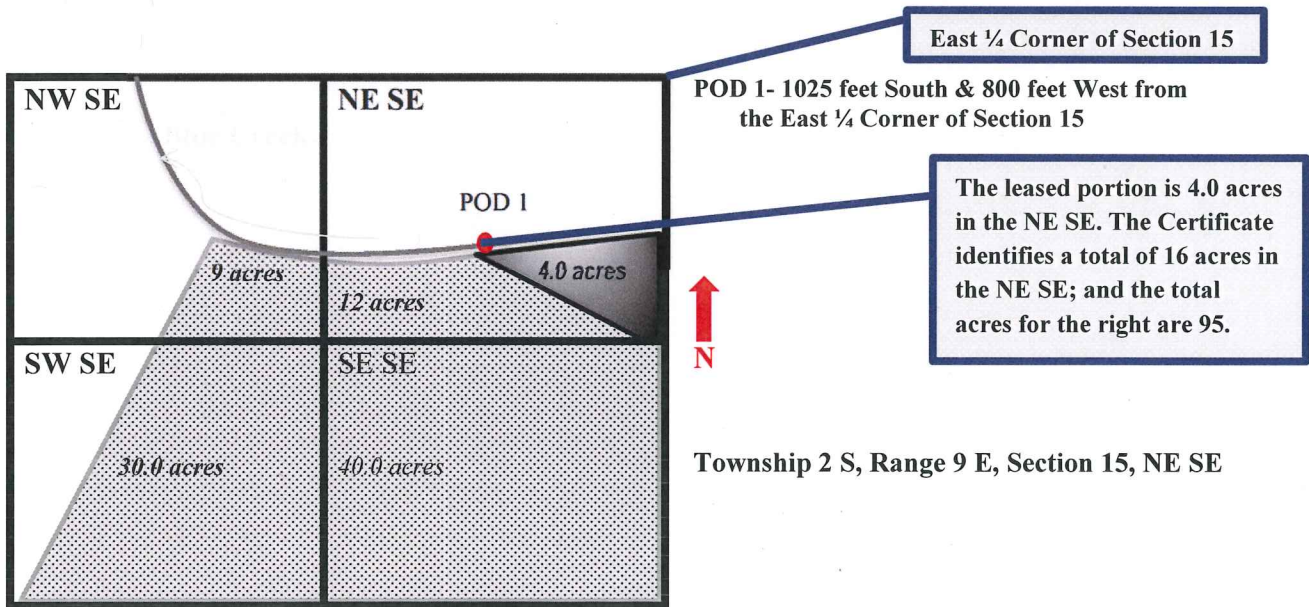 East ¼ Corner of Section 15
NW SE
NE SE
POD 1- 1025 feet South & 800 feet West from
the East ¼ Corner of Section 15
POD 1
The leased portion is 4.0 acres
in the NE SE. The Certificate
identifies a total of 16 acres in
the NE SE; and the total
acres for the right are 95.
9 acres
4.0 acres
12 acres
N
SW SE
SE SE
30.0 acres
40.0 acres
Township 2 S, Range 9 E, Section 15, NE SE